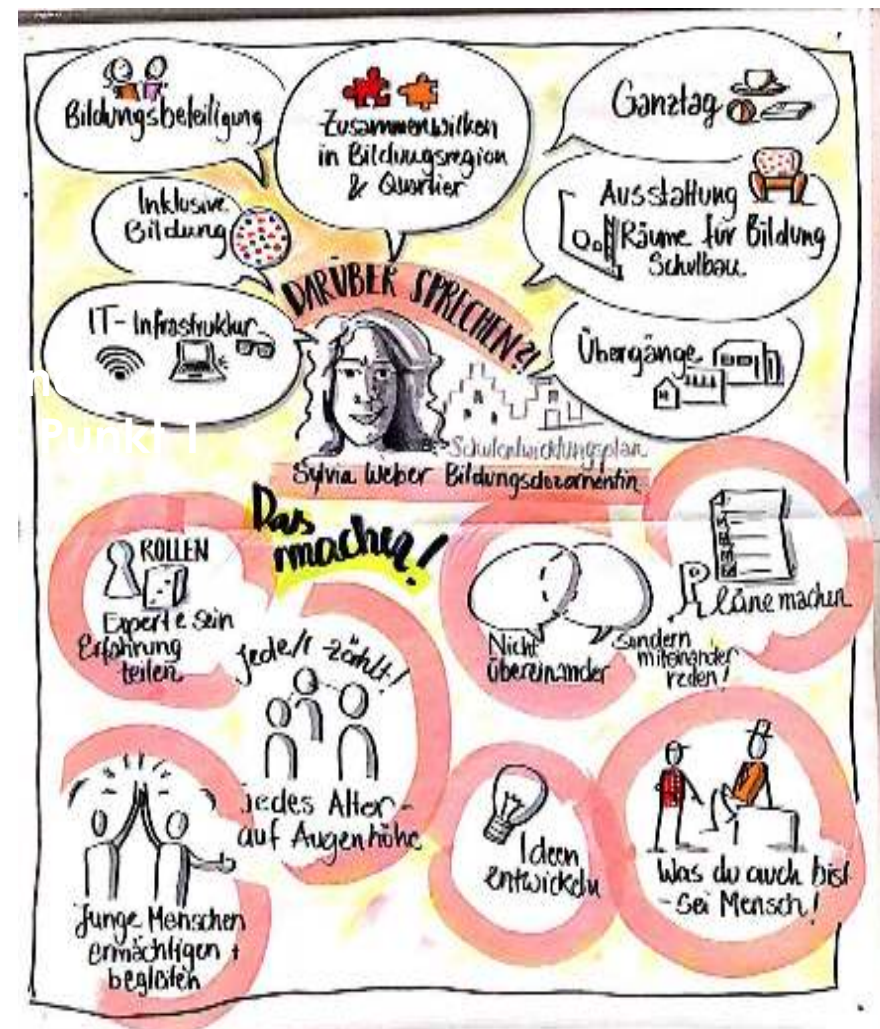 Bildungsbeteiligung
Zusammenwirken
in Bildungsregion
& Quartier
Ganztag
Inklusive
Bildung
Ausstattung
Räume für Bildung
Schulbau
IT-Infrastruktur
Übergänge
DARÜBER SPRECHEN?!
Punkt 1
Schulentwicklungsplan
Sylvia Weber Bildungsdezernentin
Das
machen!
ROLLEN
Experte sein
Erfahrung
teilen
jede/r zählt!
jedes Alter -
auf Augenhöhe
Nicht
übereinander
Sondern
miteinander
reden!
Pläne machen
Junge Menschen
ermächtigen +
begleiten
Ideen
entwickeln
Was du auch bist
- Sei Mensch!